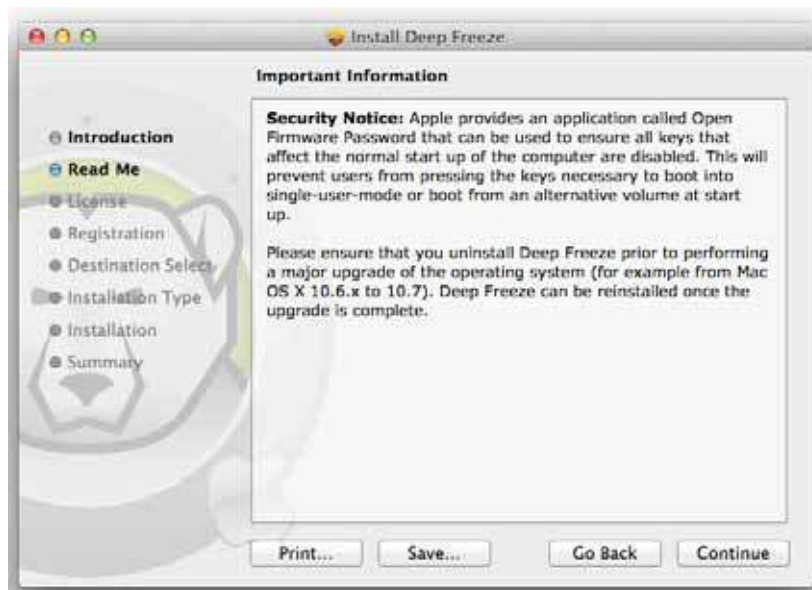 Install Deep Freeze
Important Information
Introduction
Read Me
License
Registration
Destination Select
Installation Type
Installation
Summary
Security Notice: Apple provides an application called Open
Firmware Password that can be used to ensure all keys that
affect the normal start up of the computer are disabled. This will
prevent users from pressing the keys necessary to boot into
single-user-mode or boot from an alternative volume at start
up.
Please ensure that you uninstall Deep Freeze prior to performing
a major upgrade of the operating system (for example from Mac
OS X 10.6.x to 10.7). Deep Freeze can be reinstalled once the
upgrade is complete.
Print...
Save...
Go Back
Continue